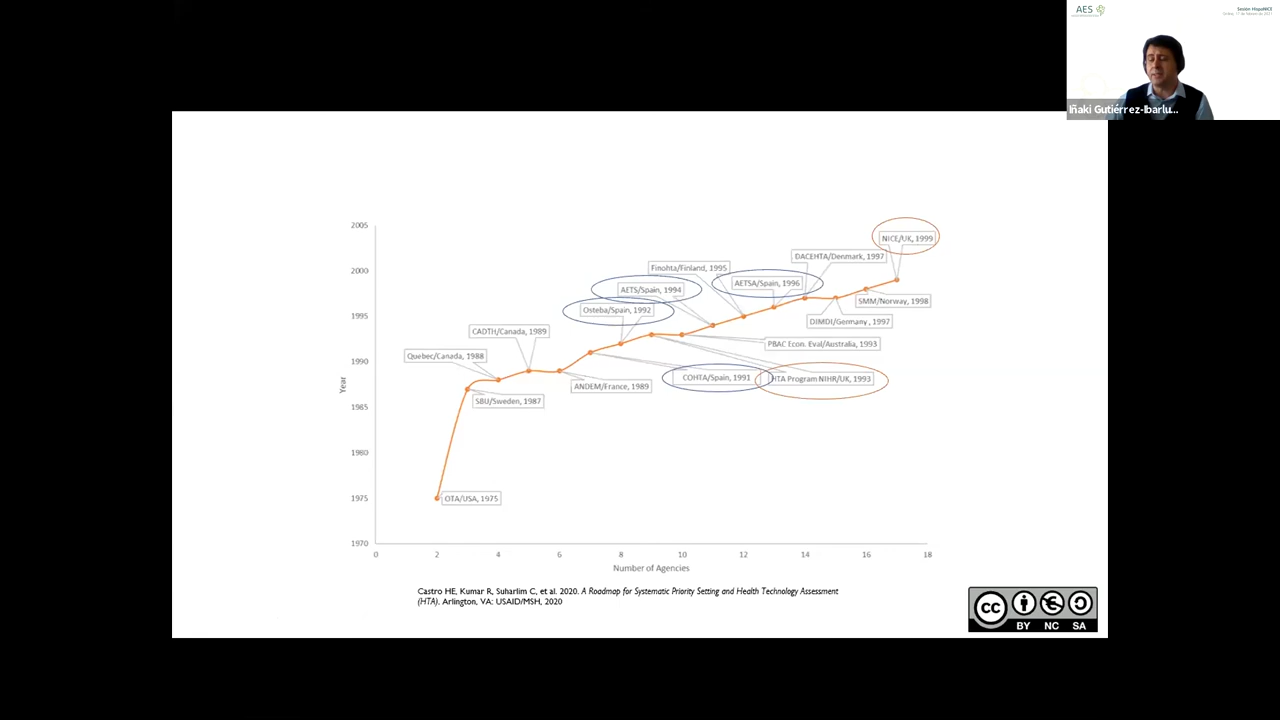 AES
Sesión HispaNICE
Iñaki Gutiérrez-Ibarlu...
2005
2000
1995
1990
1985
1980
1975
1970
Year
0
2
4
6
8
10
12
14
16
18
Number of Agencies
OTA/USA, 1975
SBU/Sweden, 1987
Quebec/Canada, 1988
CADTH/Canada, 1989
ANDEM/France, 1989
COHTA/Spain, 1991
Osteba/Spain, 1992
HTA Program NIHR/UK, 1993
PBAC Econ. Eval/Australia, 1993
AETS/Spain, 1994
Finohta/Finland, 1995
AETSA/Spain, 1996
DACEHTA/Denmark, 1997
DIMDI/Germany , 1997
SMM/Norway, 1998
NICE/UK, 1999
Castro HE, Kumar R, Suharlim C, et al. 2020. A Roadmap for Systematic Priority Setting and Health Technology Assessment
(HTA). Arlington, VA: USAID/MSH, 2020
cc
BY NC SA